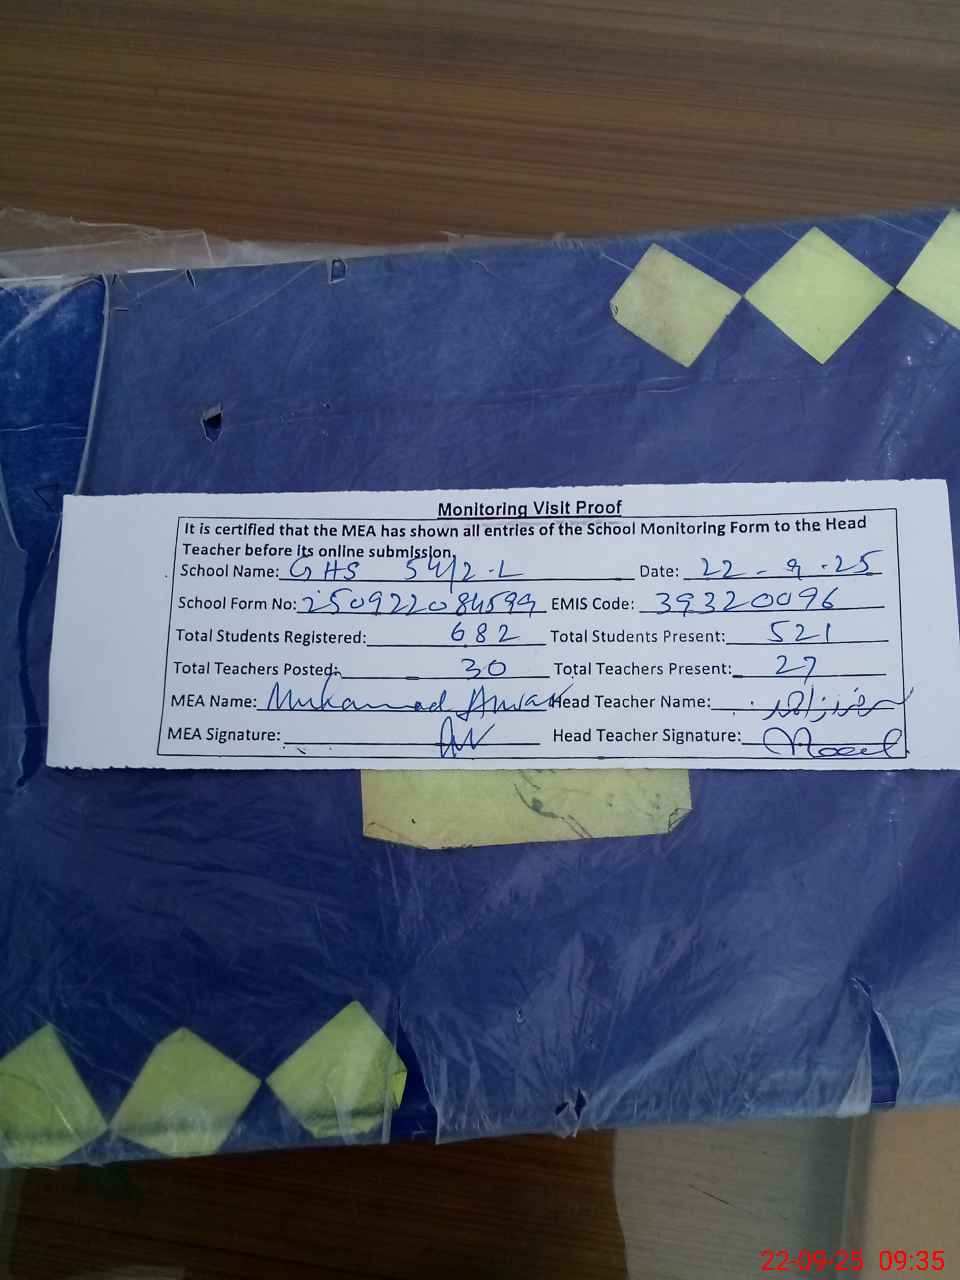 Monitoring Visit Proof
It is certified that the MEA has shown all entries of the School Monitoring Form to the Head
Teacher before its online submission.
School Name: GHS 54/2-L Date: 22-9-25
School Form No: 250922084599 EMIS Code: 39320096
Total Students Registered: 682 Total Students Present: 521
Total Teachers Posted: 30 Total Teachers Present: 27
MEA Name: Muhammad Anwar Head Teacher Name:
MEA Signature: Head Teacher Signature:
22-09-25 09:35